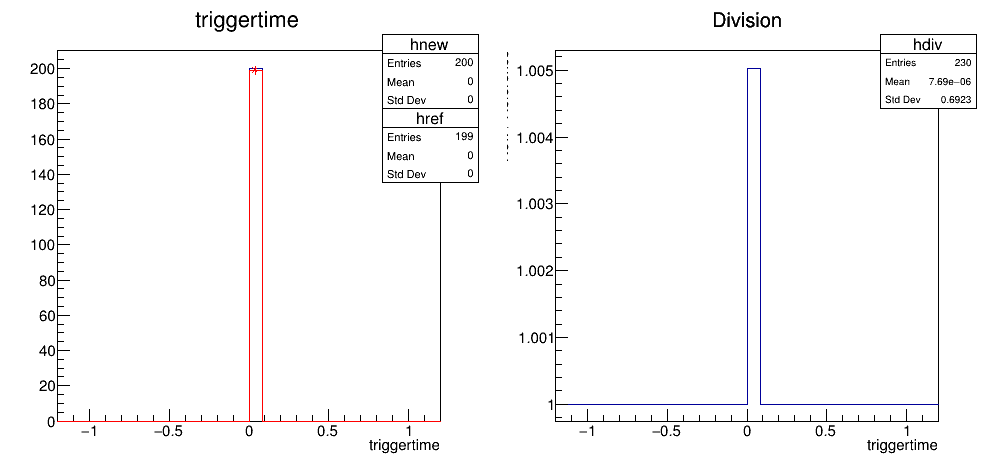 triggertime
hnew
Entries 200
Mean 0
Std Dev 0
href
Entries 199
Mean 0
Std Dev 0
200
180
160
140
120
100
80
60
40
20
0
−1 −0.5 0 0.5 1
triggertime
Division
hdiv
Entries 230
Mean 7.69e−06
Std Dev 0.6923
1.005
1.004
1.003
1.002
1.001
1
−1 −0.5 0 0.5 1
triggertime